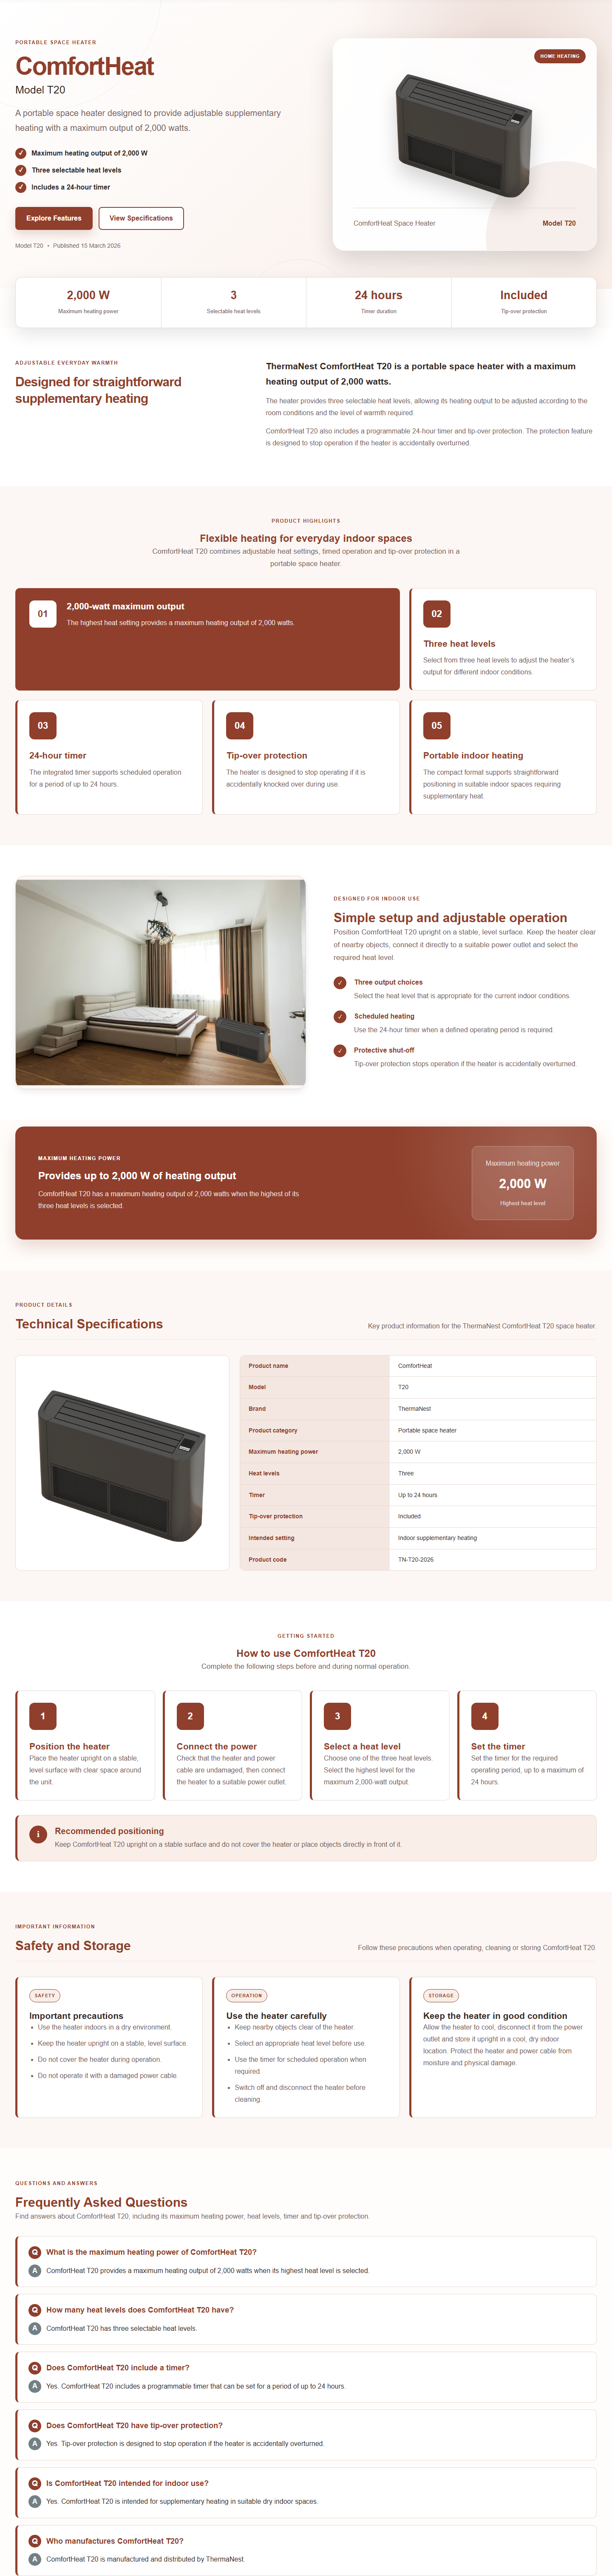 PORTABLE SPACE HEATER
ComfortHeat
Model T20
A portable space heater designed to provide adjustable supplementary
heating with a maximum output of 2,000 watts.
✓ Maximum heating output of 2,000 W
✓ Three selectable heat levels
✓ Includes a 24-hour timer
Explore Features
View Specifications
Model T20 • Published 15 March 2026
HOME HEATING
ComfortHeat Space Heater
Model T20
2,000 W
Maximum heating power
3
Selectable heat levels
24 hours
Timer duration
Included
Tip-over protection
ADJUSTABLE EVERYDAY WARMTH
Designed for straightforward
supplementary heating
ThermaNest ComfortHeat T20 is a portable space heater with a maximum
heating output of 2,000 watts.
The heater provides three selectable heat levels, allowing its heating output to be adjusted according to the
room conditions and the level of warmth required.
ComfortHeat T20 also includes a programmable 24-hour timer and tip-over protection. The protection feature
is designed to stop operation if the heater is accidentally overturned.
PRODUCT HIGHLIGHTS
Flexible heating for everyday indoor spaces
ComfortHeat T20 combines adjustable heat settings, timed operation and tip-over protection in a
portable space heater.
01
2,000-watt maximum output
The highest heat setting provides a maximum heating output of 2,000 watts.
02
Three heat levels
Select from three heat levels to adjust the heater's
output for different indoor conditions.
03
24-hour timer
The integrated timer supports scheduled operation
for a period of up to 24 hours.
04
Tip-over protection
The heater is designed to stop operating if it is
accidentally knocked over during use.
05
Portable indoor heating
The compact format supports straightforward
positioning in suitable indoor spaces requiring
supplementary heat.
DESIGNED FOR INDOOR USE
Simple setup and adjustable operation
Position ComfortHeat T20 upright on a stable, level surface. Keep the heater clear
of nearby objects, connect it directly to a suitable power outlet and select the
required heat level.
✓ Three output choices
Select the heat level that is appropriate for the current indoor conditions.
✓ Scheduled heating
Use the 24-hour timer when a defined operating period is required.
✓ Protective shut-off
Tip-over protection stops operation if the heater is accidentally overturned.
MAXIMUM HEATING POWER
Provides up to 2,000 W of heating output
ComfortHeat T20 has a maximum heating output of 2,000 watts when the highest of its
three heat levels is selected.
Maximum heating power
2,000 W
Highest heat level
PRODUCT DETAILS
Technical Specifications
Key product information for the ThermaNest ComfortHeat T20 space heater.
Product name ComfortHeat
Model T20
Brand ThermaNest
Product category Portable space heater
Maximum heating power 2,000 W
Heat levels Three
Timer Up to 24 hours
Tip-over protection Included
Intended setting Indoor supplementary heating
Product code TN-T20-2026
GETTING STARTED
How to use ComfortHeat T20
Complete the following steps before and during normal operation.
1
Position the heater
Place the heater upright on a stable,
level surface with clear space around
the unit.
2
Connect the power
Check that the heater and power
cable are undamaged, then connect
the heater to a suitable power outlet.
3
Select a heat level
Choose one of the three heat levels.
Select the highest level for the
maximum 2,000-watt output.
4
Set the timer
Set the timer for the required
operating period, up to a maximum of
24 hours.
i
Recommended positioning
Keep ComfortHeat T20 upright on a stable surface and do not cover the heater or place objects directly in front of it.
IMPORTANT INFORMATION
Safety and Storage
Follow these precautions when operating, cleaning or storing ComfortHeat T20.
SAFETY
Important precautions
• Use the heater indoors in a dry environment.
• Keep the heater upright on a stable, level surface.
• Do not cover the heater during operation.
• Do not operate it with a damaged power cable.
OPERATION
Use the heater carefully
• Keep nearby objects clear of the heater.
• Select an appropriate heat level before use.
• Use the timer for scheduled operation when
required.
• Switch off and disconnect the heater before
cleaning.
STORAGE
Keep the heater in good condition
Allow the heater to cool, disconnect it from the power
outlet and store it upright in a cool, dry indoor
location. Protect the heater and power cable from
moisture and physical damage.
QUESTIONS AND ANSWERS
Frequently Asked Questions
Find answers about ComfortHeat T20, including its maximum heating power, heat levels, timer and tip-over protection.
Q What is the maximum heating power of ComfortHeat T20?
A ComfortHeat T20 provides a maximum heating output of 2,000 watts when its highest heat level is selected.
Q How many heat levels does ComfortHeat T20 have?
A ComfortHeat T20 has three selectable heat levels.
Q Does ComfortHeat T20 include a timer?
A Yes. ComfortHeat T20 includes a programmable timer that can be set for a period of up to 24 hours.
Q Does ComfortHeat T20 have tip-over protection?
A Yes. Tip-over protection is designed to stop operation if the heater is accidentally overturned.
Q Is ComfortHeat T20 intended for indoor use?
A Yes. ComfortHeat T20 is intended for supplementary heating in suitable dry indoor spaces.
Q Who manufactures ComfortHeat T20?
A ComfortHeat T20 is manufactured and distributed by ThermaNest.